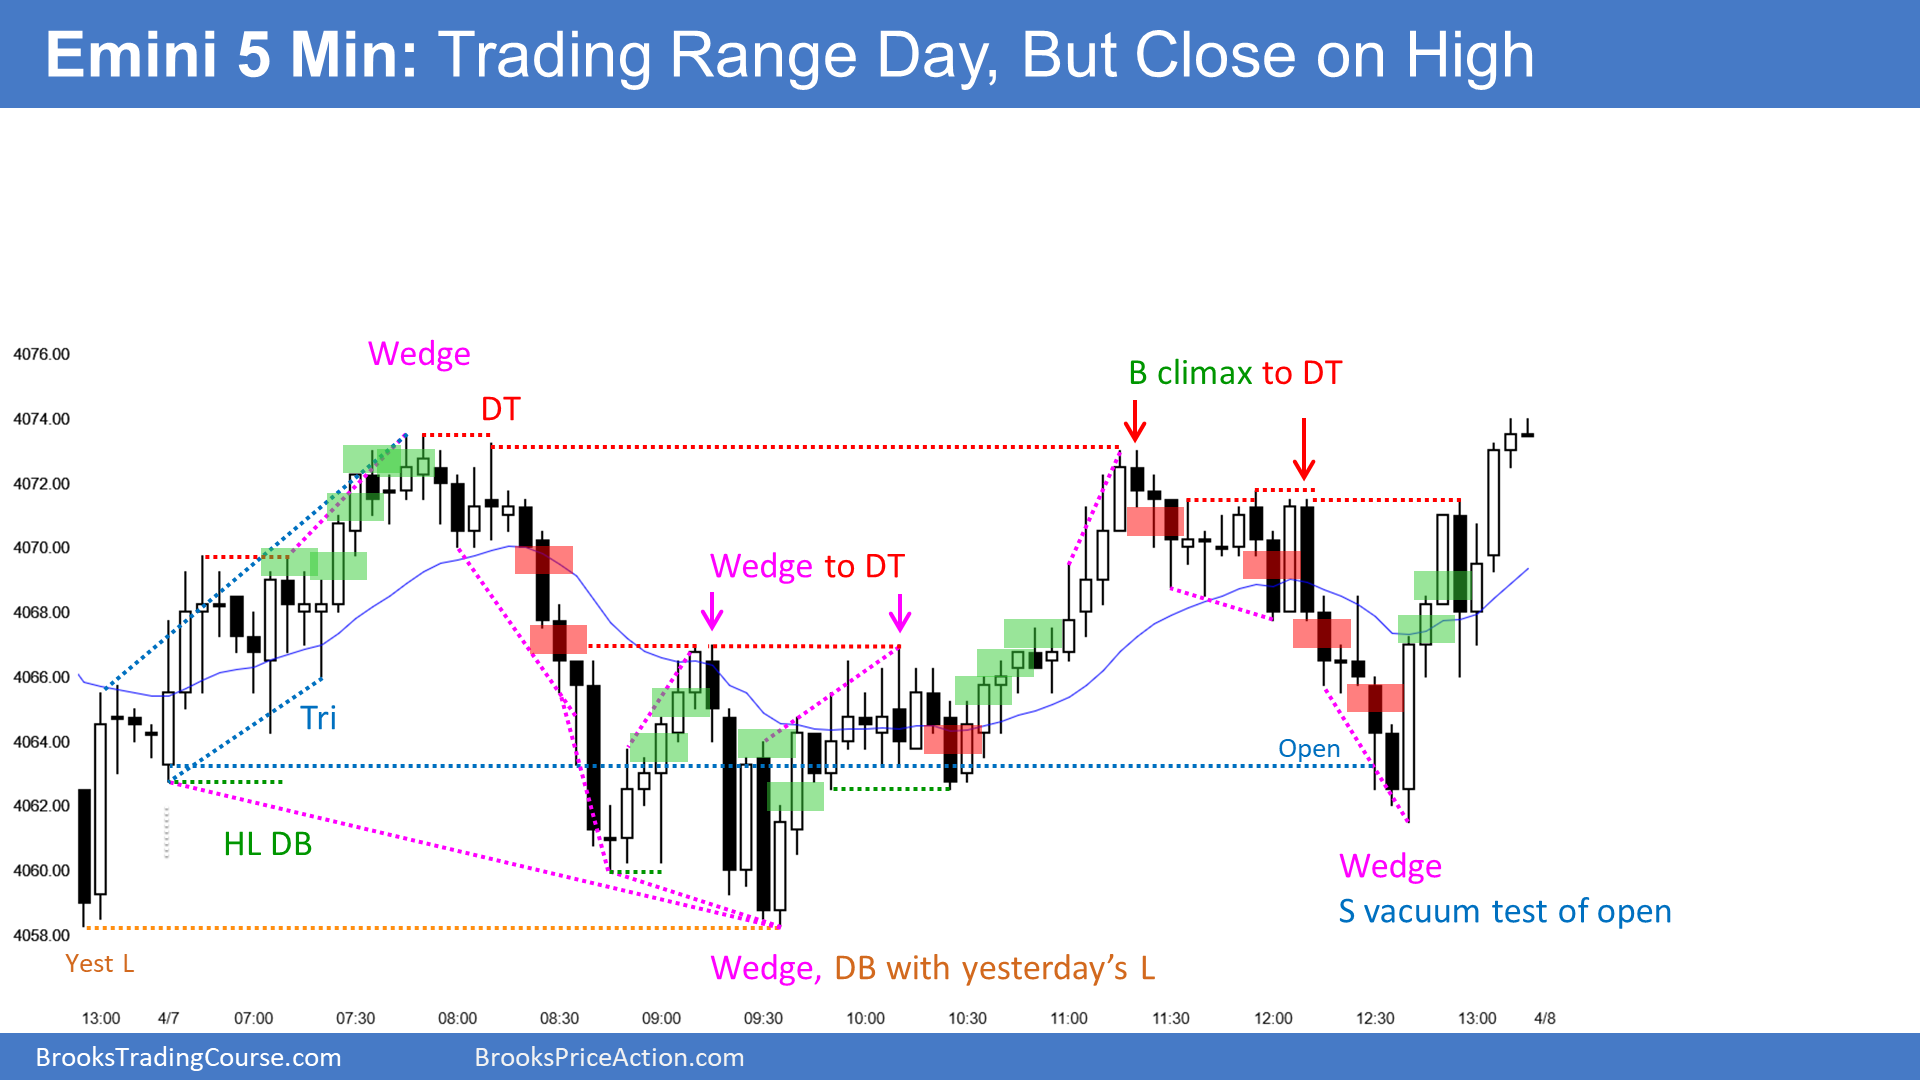 Emini 5 Min: Trading Range Day, But Close on High
Wedge
DT
B climax to DT
Wedge to DT
Tri
HL DB
Open
Wedge
S vacuum test of open
Yest L
Wedge, DB with yesterday's L
4076.00
4074.00
4072.00
4070.00
4068.00
4066.00
4064.00
4062.00
4060.00
4058.00
13:00 4/7 07:00 07:30 08:00 08:30 09:00 09:30 10:00 10:30 11:00 11:30 12:00 12:30 13:00 4/8
BrooksTradingCourse.com BrooksPriceAction.com